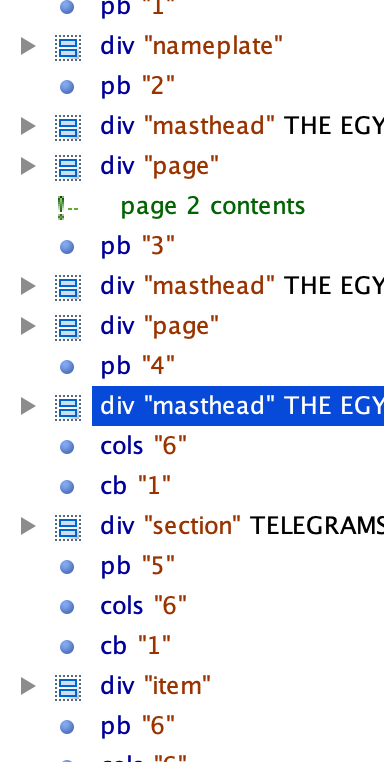 pb "1"
div "nameplate"
pb "2"
div "masthead" THE EGY
div "page"
!-- page 2 contents
pb "3"
div "masthead" THE EGY
div "page"
pb "4"
div "masthead" THE EGY
cols "6"
cb "1"
div "section" TELEGRAMS
pb "5"
cols "6"
cb "1"
div "item"
pb "6"
cols "6"